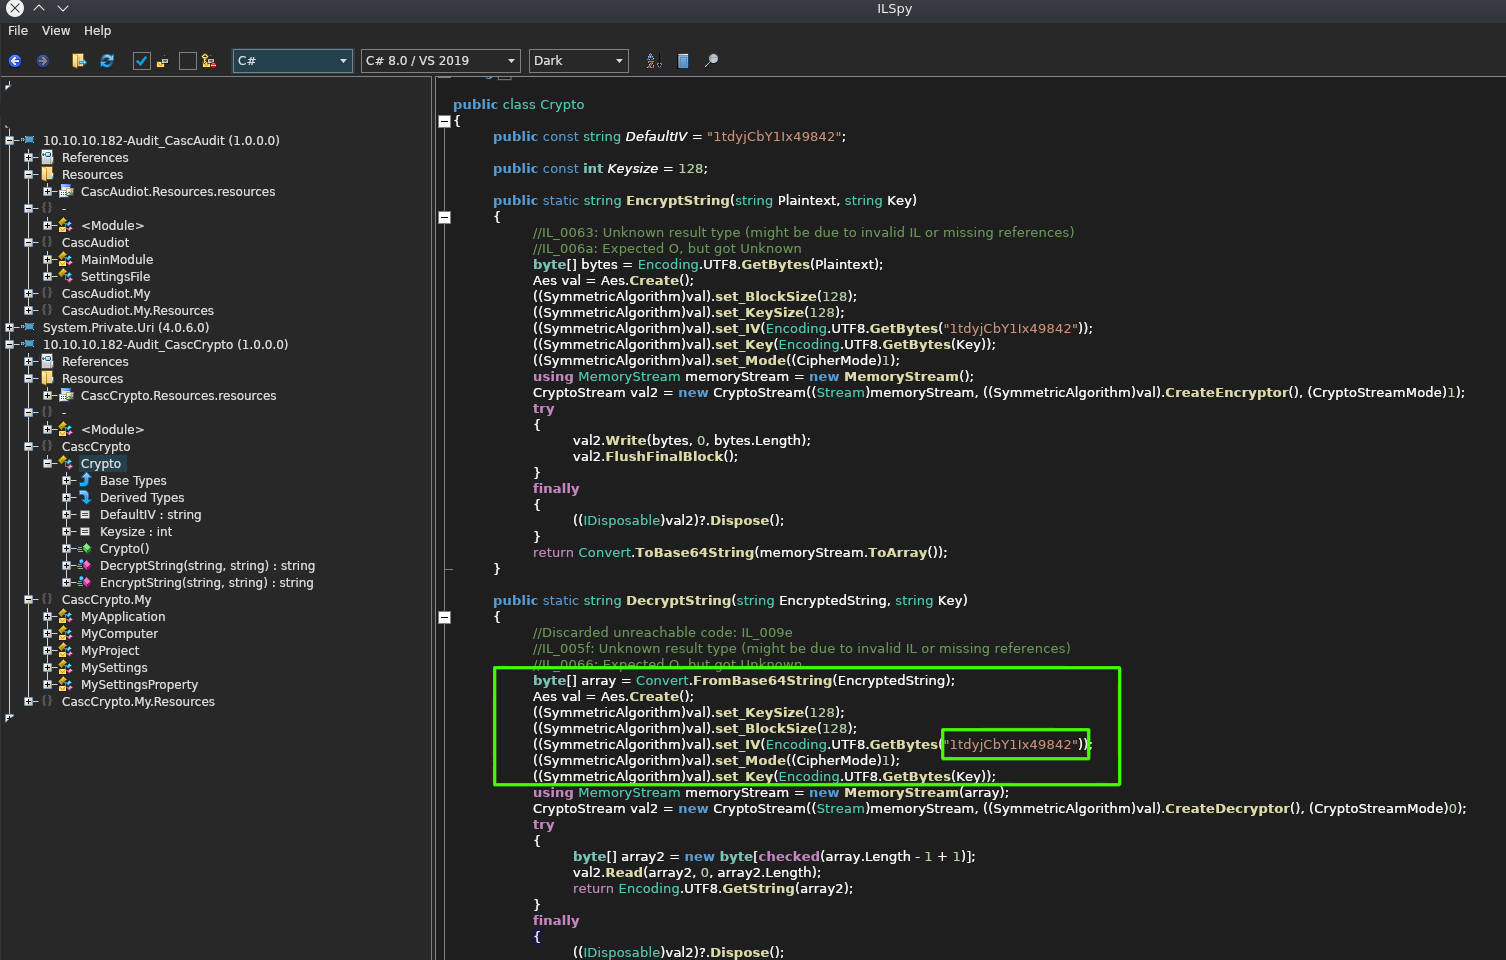 ILSpy
File View Help
C# C# 8.0 / VS 2019 Dark
10.10.10.182-Audit_CascAudit (1.0.0.0)
References
Resources
CascAudiot.Resources.resources
{} -
<Module>
{} CascAudiot
MainModule
SettingsFile
{} CascAudiot.My
{} CascAudiot.My.Resources
System.Private.Uri (4.0.6.0)
10.10.10.182-Audit_CascCrypto (1.0.0.0)
References
Resources
CascCrypto.Resources.resources
{} -
<Module>
{} CascCrypto
Crypto
Base Types
Derived Types
DefaultIV : string
Keysize : int
Crypto()
DecryptString(string, string) : string
EncryptString(string, string) : string
{} CascCrypto.My
MyApplication
MyComputer
MyProject
MySettings
MySettingsProperty
{} CascCrypto.My.Resources
public class Crypto
{
public const string DefaultIV = "1tdyjCbY1Ix49842";
public const int Keysize = 128;
public static string EncryptString(string Plaintext, string Key)
{
//IL_0063: Unknown result type (might be due to invalid IL or missing references)
//IL_006a: Expected O, but got Unknown
byte[] bytes = Encoding.UTF8.GetBytes(Plaintext);
Aes val = Aes.Create();
((SymmetricAlgorithm)val).set_BlockSize(128);
((SymmetricAlgorithm)val).set_KeySize(128);
((SymmetricAlgorithm)val).set_IV(Encoding.UTF8.GetBytes("1tdyjCbY1Ix49842"));
((SymmetricAlgorithm)val).set_Key(Encoding.UTF8.GetBytes(Key));
((SymmetricAlgorithm)val).set_Mode((CipherMode)1);
using MemoryStream memoryStream = new MemoryStream();
CryptoStream val2 = new CryptoStream((Stream)memoryStream, ((SymmetricAlgorithm)val).CreateEncryptor(), (CryptoStreamMode)1);
try
{
val2.Write(bytes, 0, bytes.Length);
val2.FlushFinalBlock();
}
finally
{
((IDisposable)val2)?.Dispose();
}
return Convert.ToBase64String(memoryStream.ToArray());
}
public static string DecryptString(string EncryptedString, string Key)
{
//Discarded unreachable code: IL_009e
//IL_005f: Unknown result type (might be due to invalid IL or missing references)
//IL_0066: Expected O, but got Unknown
byte[] array = Convert.FromBase64String(EncryptedString);
Aes val = Aes.Create();
((SymmetricAlgorithm)val).set_KeySize(128);
((SymmetricAlgorithm)val).set_BlockSize(128);
((SymmetricAlgorithm)val).set_IV(Encoding.UTF8.GetBytes("1tdyjCbY1Ix49842"));
((SymmetricAlgorithm)val).set_Mode((CipherMode)1);
((SymmetricAlgorithm)val).set_Key(Encoding.UTF8.GetBytes(Key));
using MemoryStream memoryStream = new MemoryStream(array);
CryptoStream val2 = new CryptoStream((Stream)memoryStream, ((SymmetricAlgorithm)val).CreateDecryptor(), (CryptoStreamMode)0);
try
{
byte[] array2 = new byte[checked(array.Length - 1 + 1)];
val2.Read(array2, 0, array2.Length);
return Encoding.UTF8.GetString(array2);
}
finally
{
((IDisposable)val2)?.Dispose();